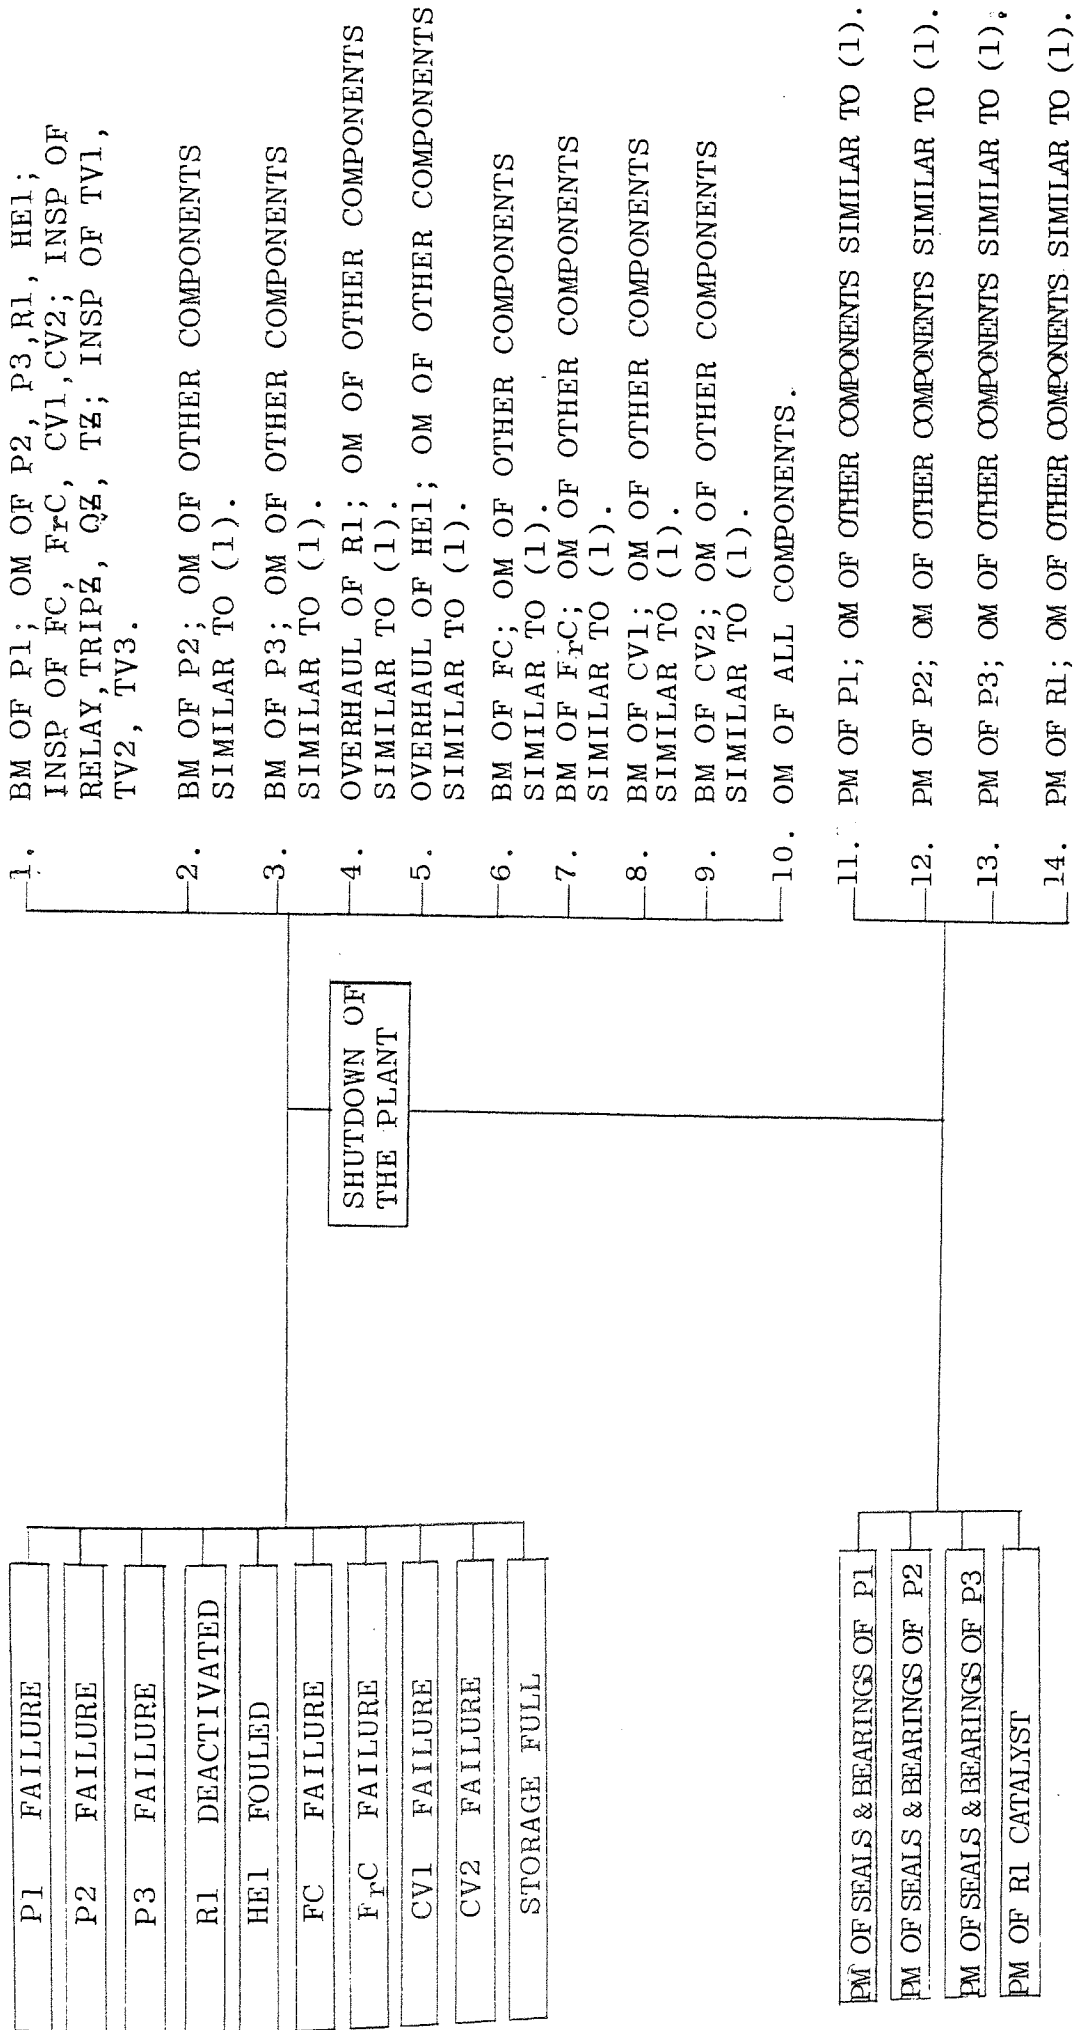 P1 FAILURE
P2 FAILURE
P3 FAILURE
R1 DEACTIVATED
HE1 FOULED
FC FAILURE
FrC FAILURE
CV1 FAILURE
CV2 FAILURE
STORAGE FULL
PM OF SEALS & BEARINGS OF P1
PM OF SEALS & BEARINGS OF P2
PM OF SEALS & BEARINGS OF P3
PM OF R1 CATALYST
SHUTDOWN OF
THE PLANT
1. BM OF P1; OM OF P2, P3,R1, HE1;
INSP OF FC, FrC, CV1,CV2; INSP OF
RELAY,TRIPZ, QZ, TZ; INSP OF TV1,
TV2, TV3.
2. BM OF P2; OM OF OTHER COMPONENTS
SIMILAR TO (1).
3. BM OF P3; OM OF OTHER COMPONENTS
SIMILAR TO (1).
4. OVERHAUL OF R1; OM OF OTHER COMPONENTS
SIMILAR TO (1).
5. OVERHAUL OF HE1; OM OF OTHER COMPONENTS
SIMILAR TO (1).
6. BM OF FC; OM OF OTHER COMPONENTS
SIMILAR TO (1).
7. BM OF FrC; OM OF OTHER COMPONENTS
SIMILAR TO (1).
8. BM OF CV1; OM OF OTHER COMPONENTS
SIMILAR TO (1).
9. BM OF CV2; OM OF OTHER COMPONENTS
SIMILAR TO (1).
10. OM OF ALL COMPONENTS.
11. PM OF P1; OM OF OTHER COMPONENTS SIMILAR TO (1).
12. PM OF P2; OM OF OTHER COMPONENTS SIMILAR TO (1).
13. PM OF P3; OM OF OTHER COMPONENTS SIMILAR TO (1).
14. PM OF R1; OM OF OTHER COMPONENTS SIMILAR TO (1).